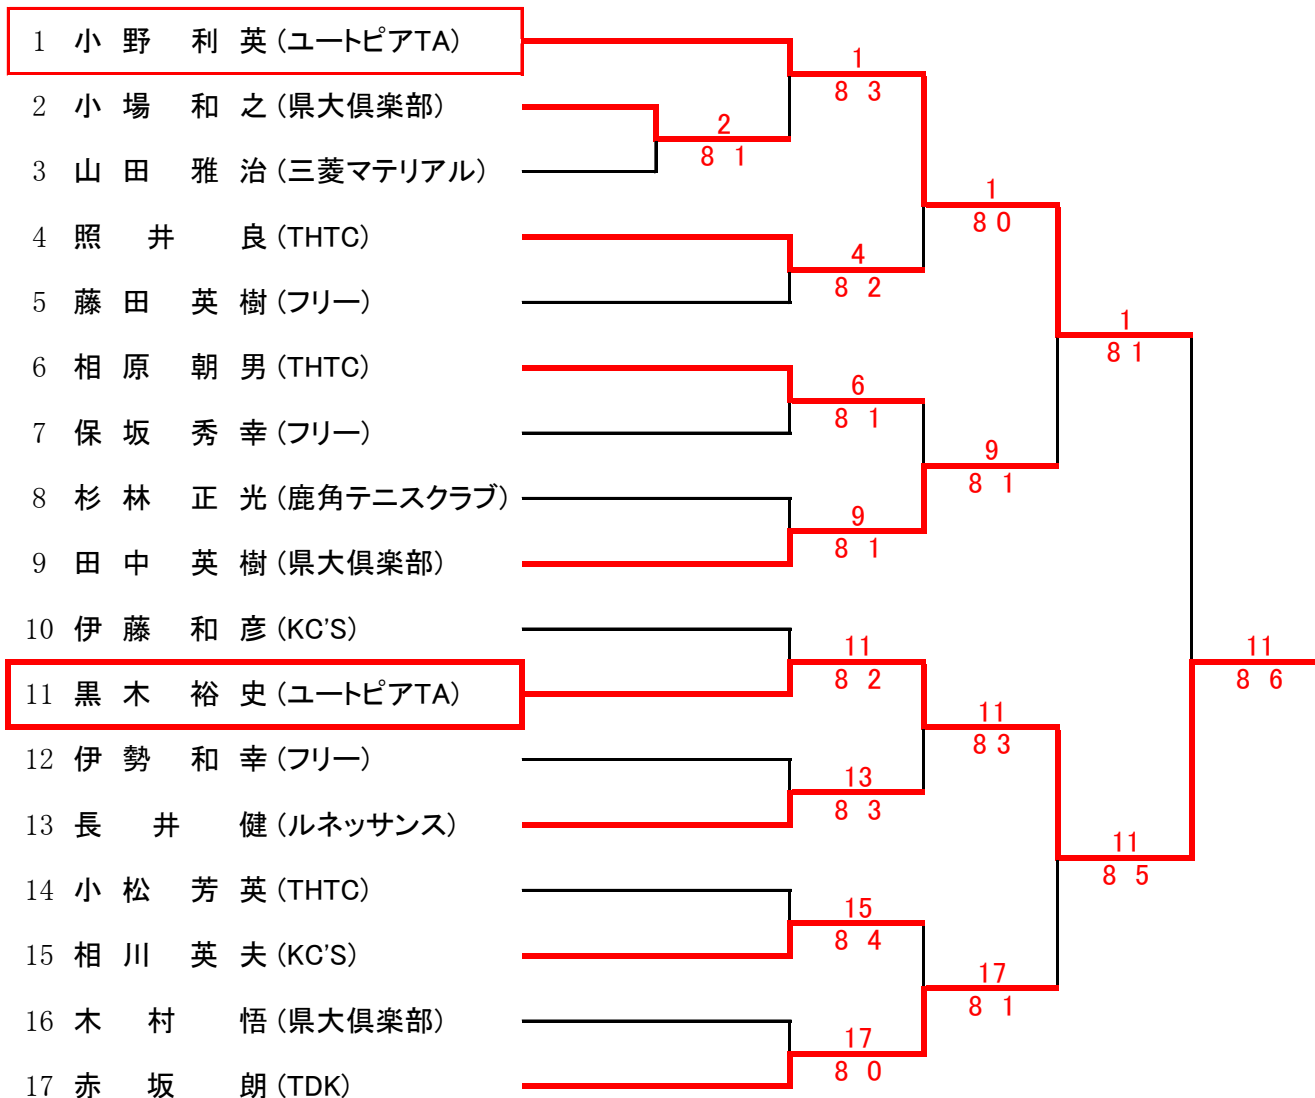 1 小野 利英 (ユートピアTA)
2 小場 和之 (県大倶楽部)
3 山田 雅治 (三菱マテリアル)
4 照井 良 (THTC)
5 藤田 英樹 (フリー)
6 相原 朝男 (THTC)
7 保坂 秀幸 (フリー)
8 杉林 正光 (鹿角テニスクラブ)
9 田中 英樹 (県大倶楽部)
10 伊藤 和彦 (KC'S)
11 黒木 裕史 (ユートピアTA)
12 伊勢 和幸 (フリー)
13 長井 健 (ルネッサンス)
14 小松 芳英 (THTC)
15 相川 英夫 (KC'S)
16 木村 悟 (県大倶楽部)
17 赤坂 朗 (TDK)
2
8 1
1
8 3
4
8 2
6
8 1
9
8 1
11
8 2
13
8 3
15
8 4
17
8 0
1
8 0
9
8 1
11
8 3
17
8 1
1
8 1
11
8 5
11
8 6